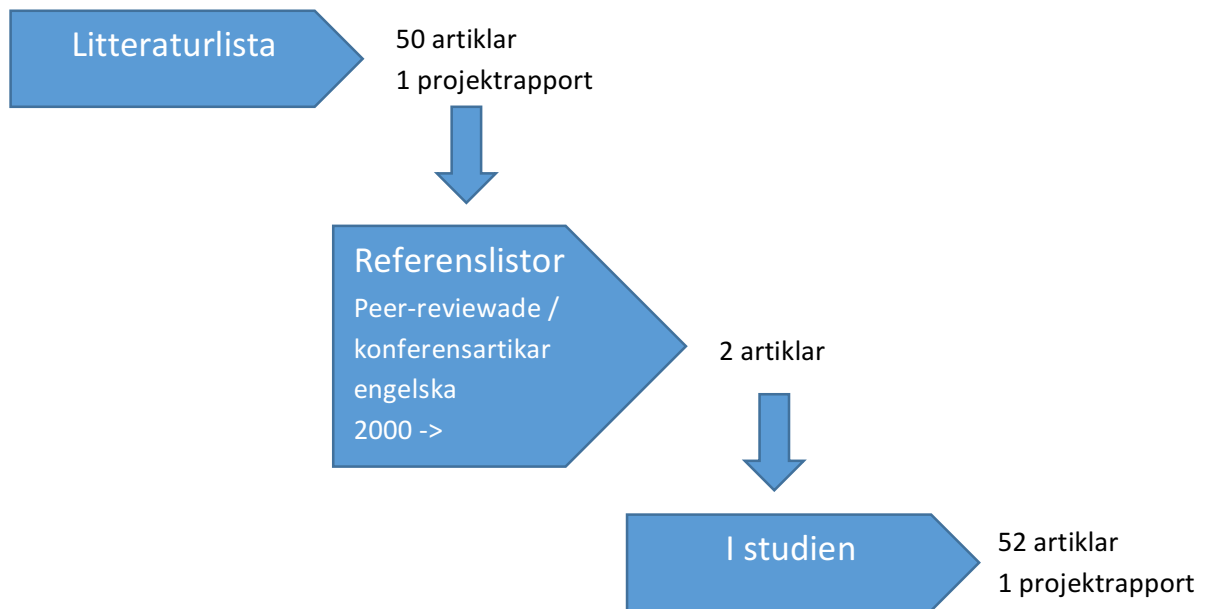 Litteraturlista
50 artiklar
1 projektrapport
Referenslistor
Peer-reviewade /
konferensartikar
engelska
2000 ->
2 artiklar
I studien
52 artiklar
1 projektrapport